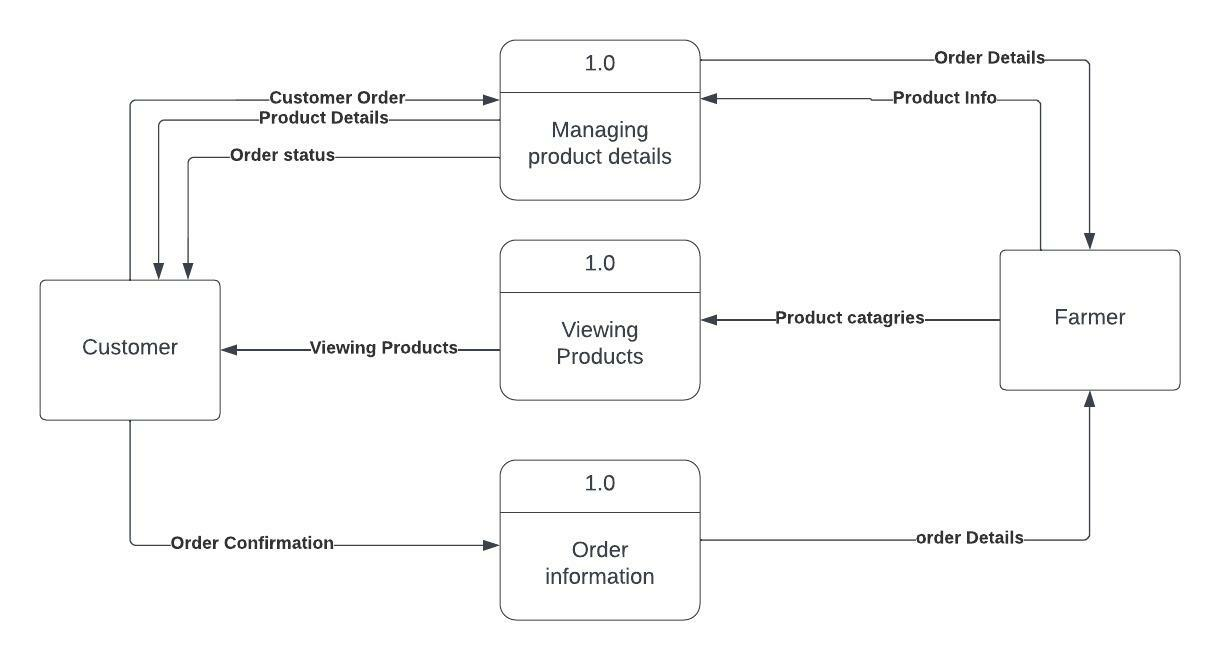 1.0
Order Details
Customer Order
Product Info
Product Details
Managing
product details
Order status
1.0
Product catagries
Farmer
Viewing
Products
Customer
Viewing Products
1.0
Order Confirmation
order Details
Order
information